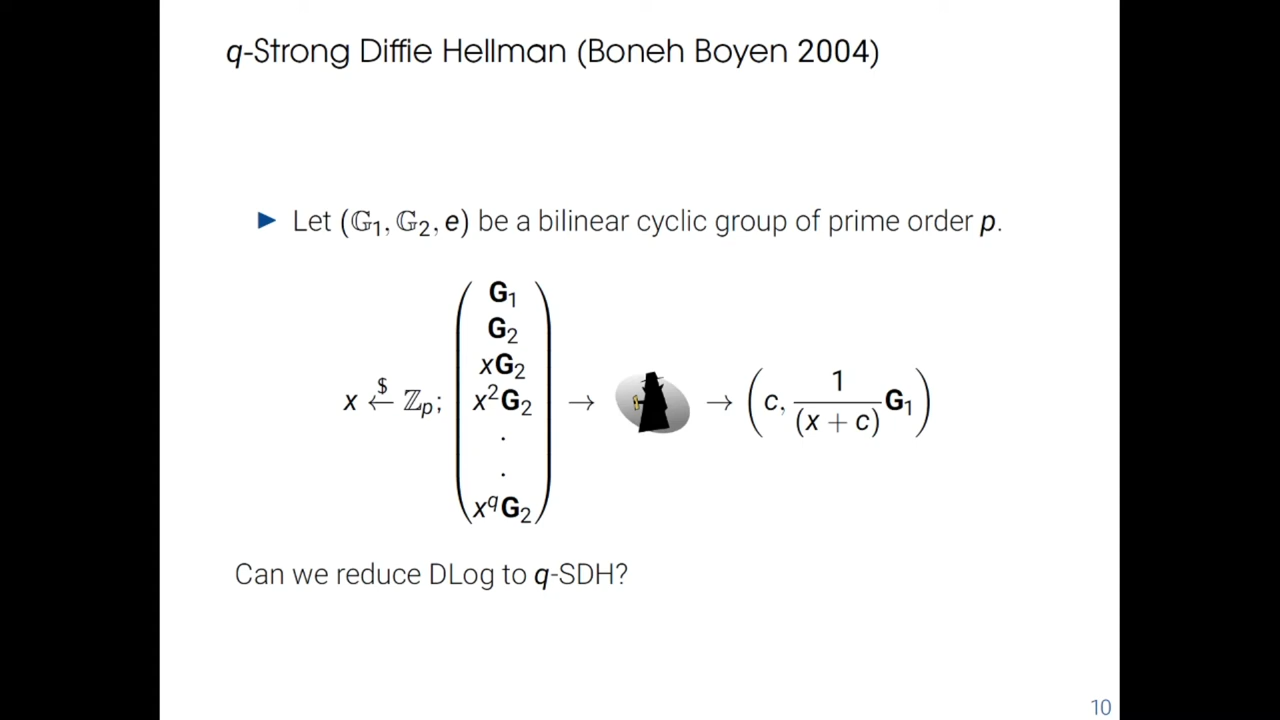 q-Strong Diffie Hellman (Boneh Boyen 2004)
► Let (𝔾₁, 𝔾₂, e) be a bilinear cyclic group of prime order p.
x ←$ ℤₚ; (G₁ G₂ xG₂ x²G₂ . . x^qG₂) → → (c, 1/(x + c) G₁)
Can we reduce DLog to q-SDH?
10